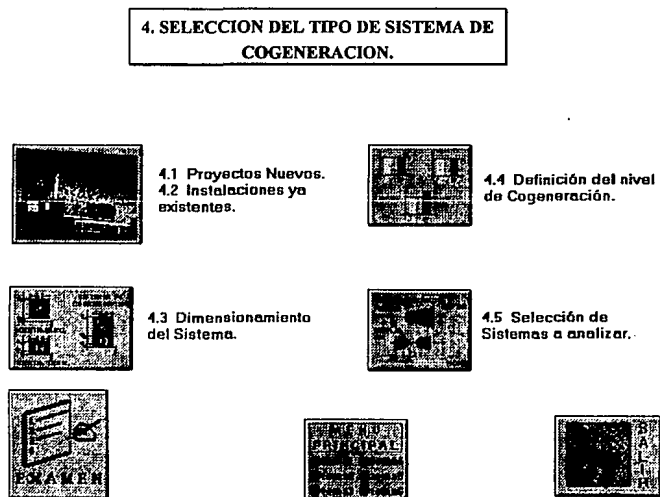 4. SELECCION DEL TIPO DE SISTEMA DE
COGENERACION.
4.1 Proyectos Nuevos.
4.2 Instalaciones ya
existentes.
4.4 Definición del nivel
de Cogeneración.
4.3 Dimensionamiento
del Sistema.
4.5 Selección de
Sistemas a analizar.
EXAMEN
MENU
PRINCIPAL
SALIR